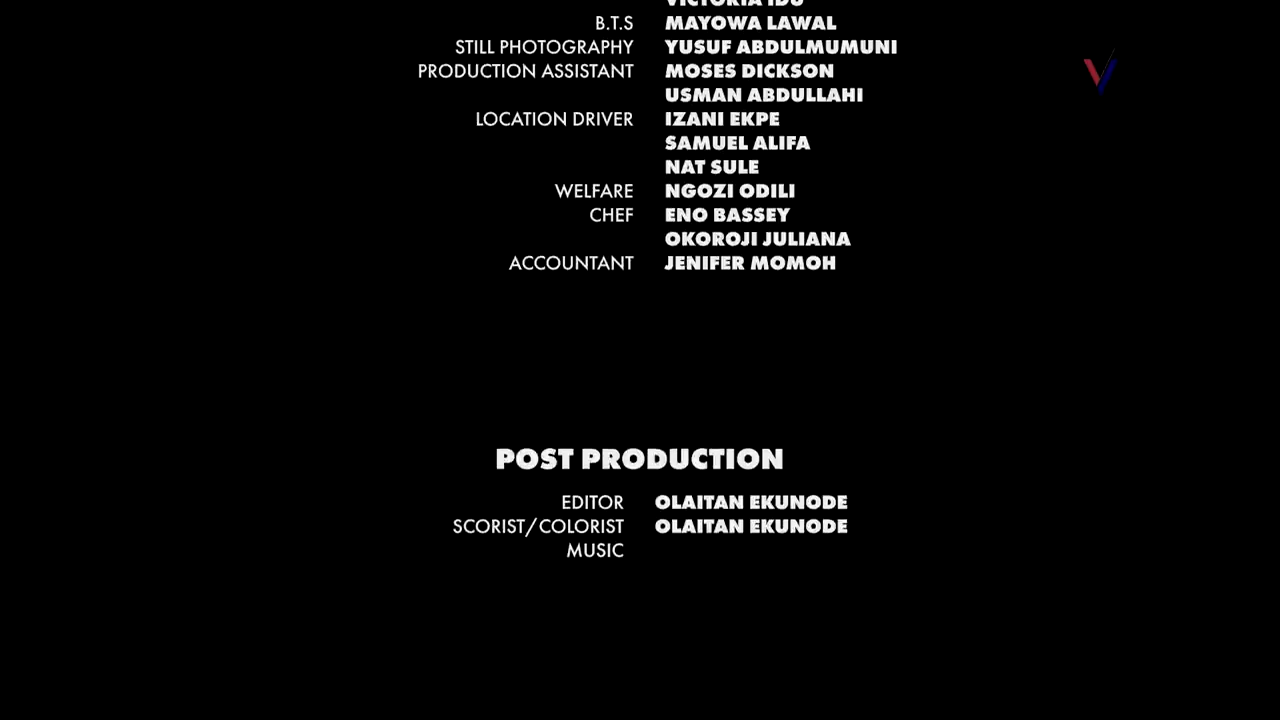 VICTORIA IDU
B.T.S MAYOWA LAWAL
STILL PHOTOGRAPHY YUSUF ABDULMUMUNI
PRODUCTION ASSISTANT MOSES DICKSON
USMAN ABDULLAHI
LOCATION DRIVER IZANI EKPE
SAMUEL ALIFA
NAT SULE
WELFARE NGOZI ODILI
CHEF ENO BASSEY
OKOROJI JULIANA
ACCOUNTANT JENIFER MOMOH
POST PRODUCTION
EDITOR OLAITAN EKUNODE
SCORIST/COLORIST OLAITAN EKUNODE
MUSIC